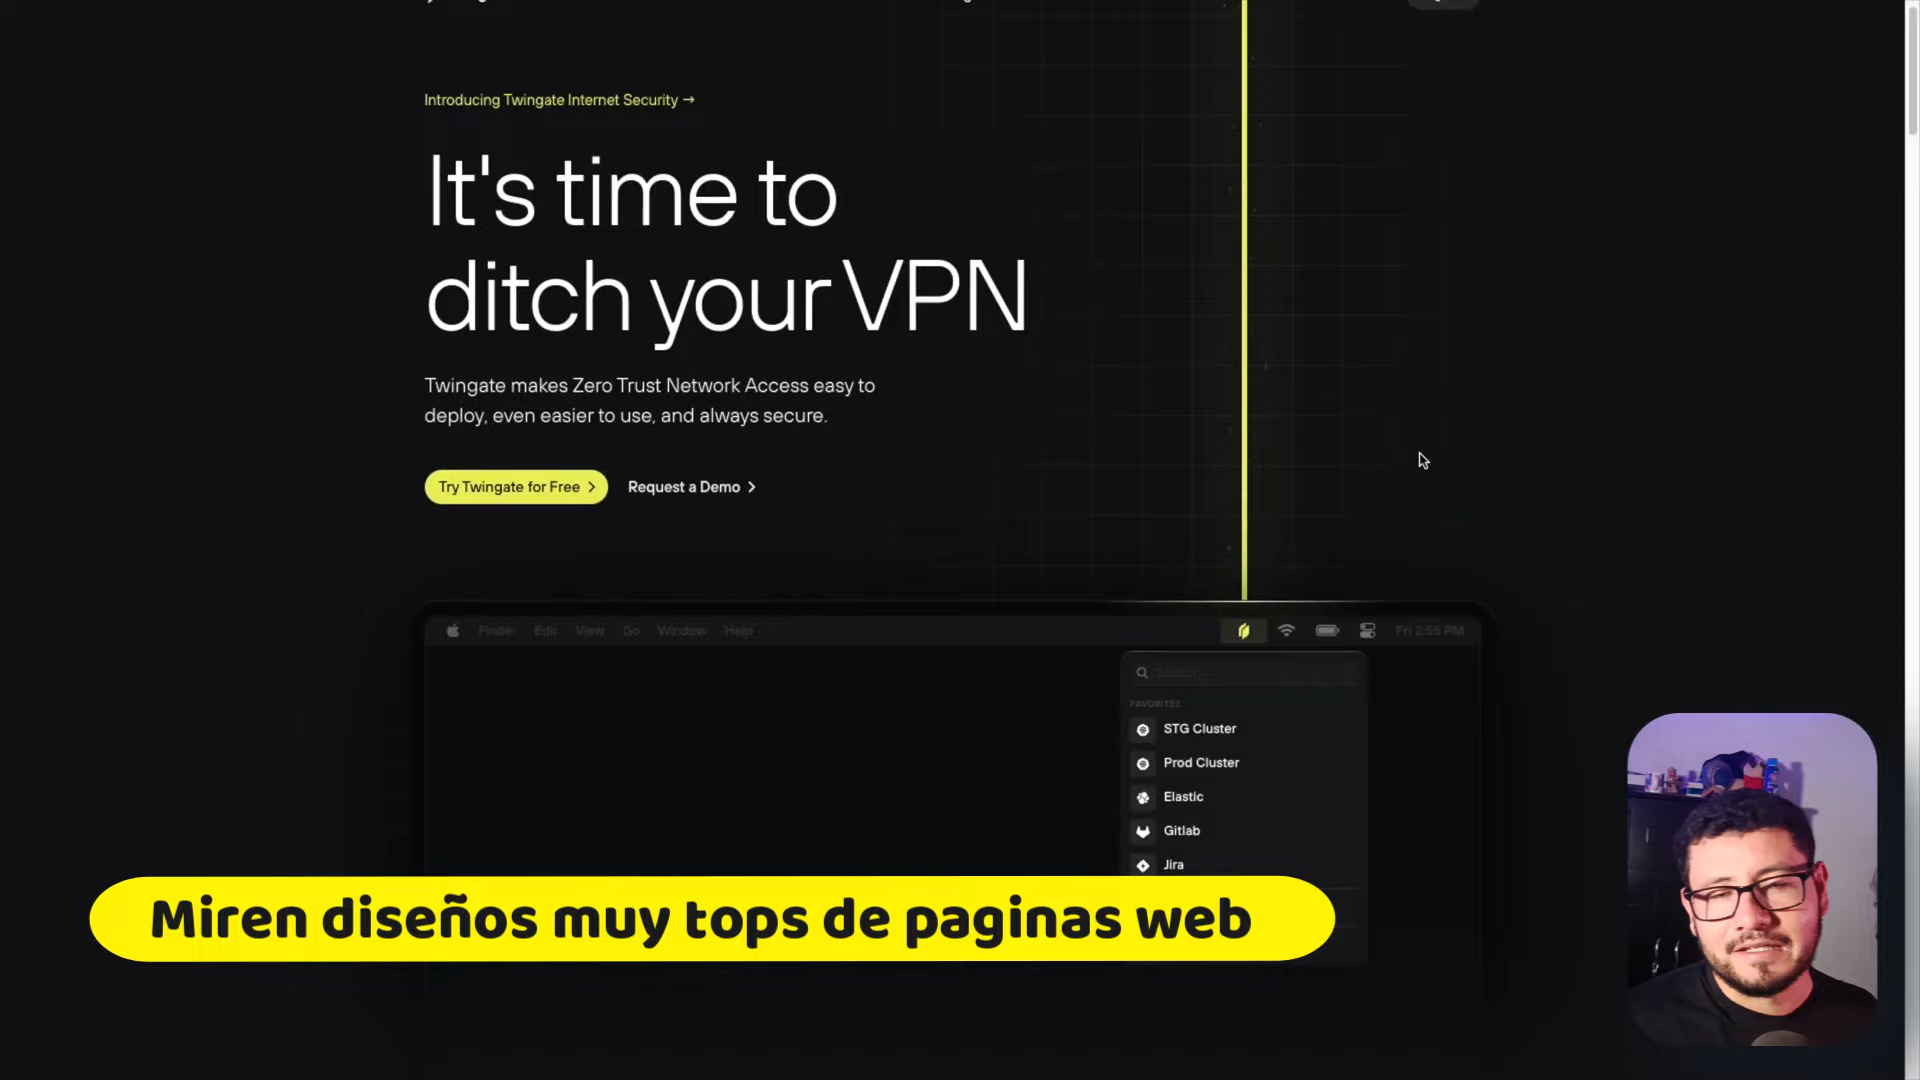 Introducing Twingate Internet Security →
It's time to
ditch your VPN
Twingate makes Zero Trust Network Access easy to
deploy, even easier to use, and always secure.
Try Twingate for Free >
Request a Demo >
Finder Edit View Go Window Help
Fri 2:55 PM
Search
FAVORITES
STG Cluster
Prod Cluster
Elastic
Gitlab
Jira
Miren diseños muy tops de paginas web